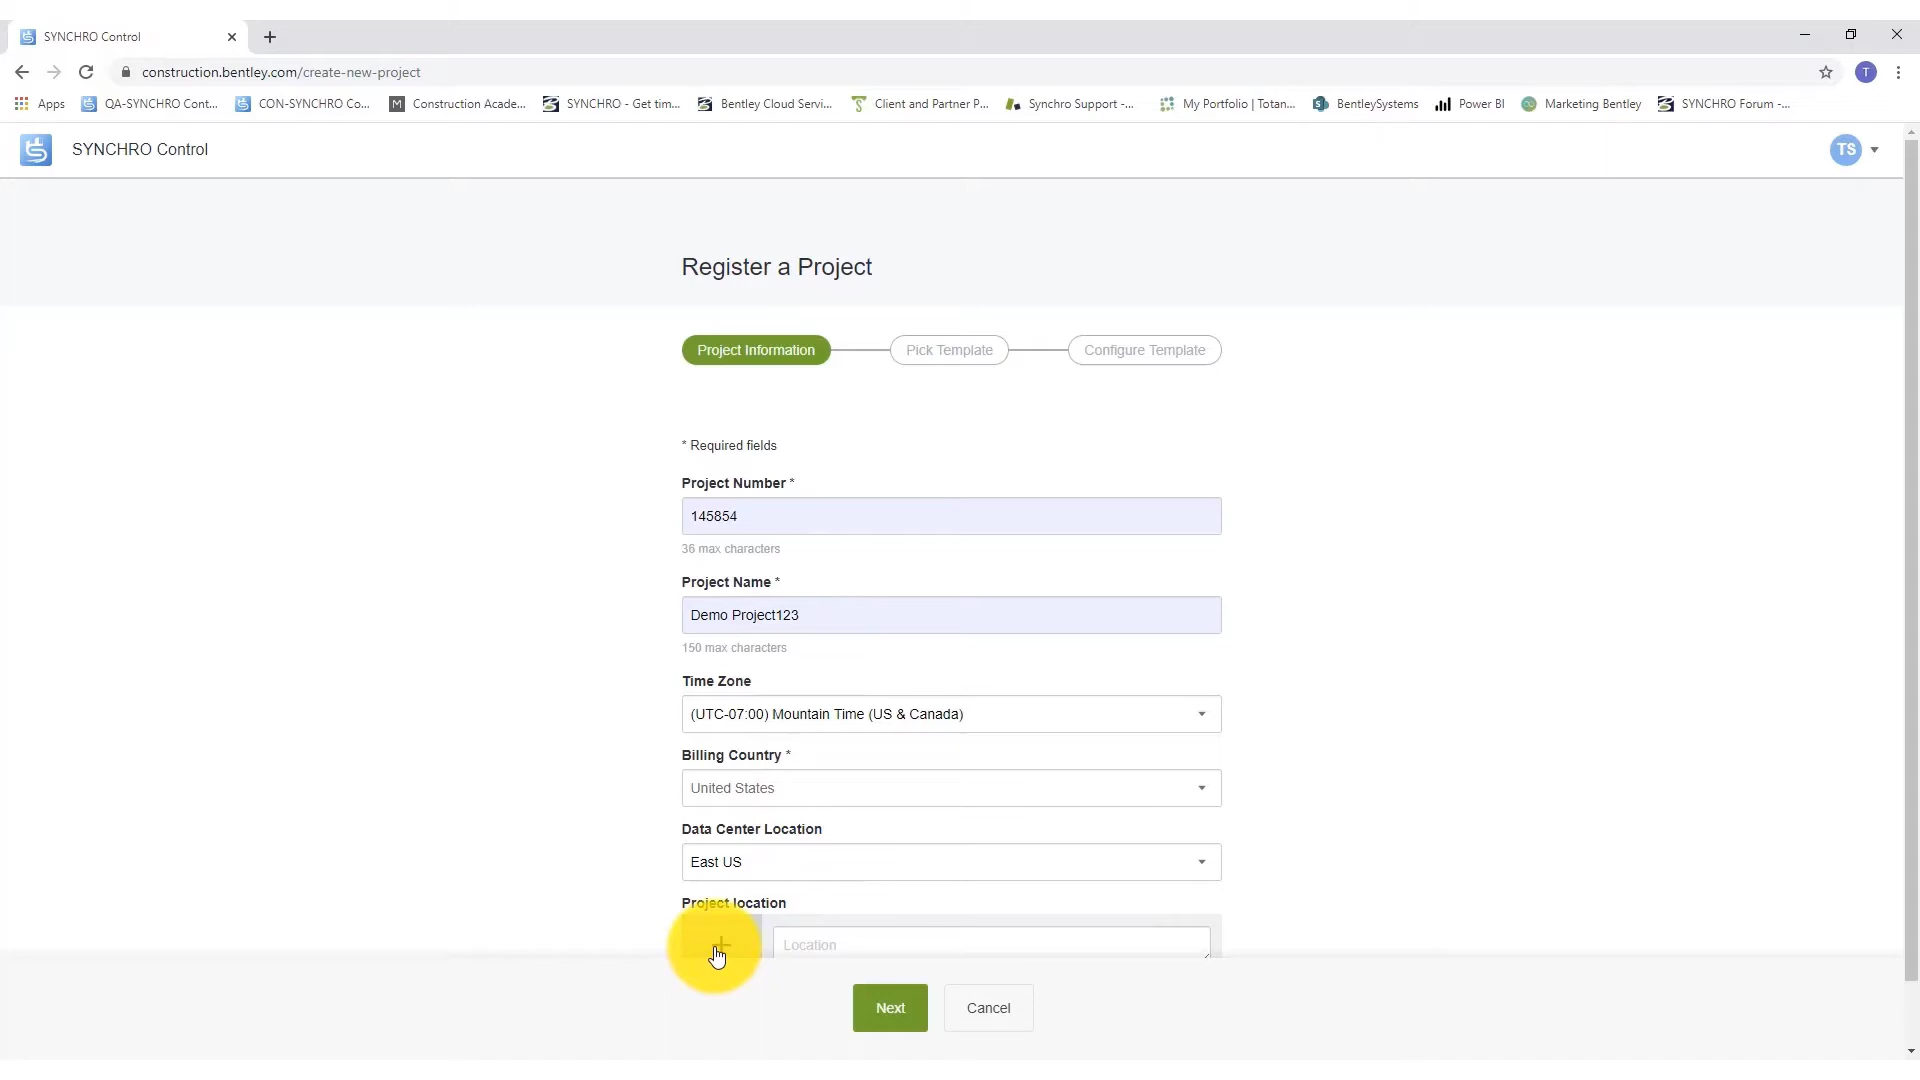 SYNCHRO Control
construction.bentley.com/create-new-project
T
Apps QA-SYNCHRO Cont... CON-SYNCHRO Co... M Construction Acade... SYNCHRO - Get tim... Bentley Cloud Servi... Client and Partner P... Synchro Support -... My Portfolio | Totan... BentleySystems Power BI Marketing Bentley SYNCHRO Forum -...
SYNCHRO Control
TS
Register a Project
Project Information Pick Template Configure Template
* Required fields
Project Number *
145854
36 max characters
Project Name *
Demo Project123
150 max characters
Time Zone
(UTC-07:00) Mountain Time (US & Canada)
Billing Country *
United States
Data Center Location
East US
Project location
Location
Next Cancel